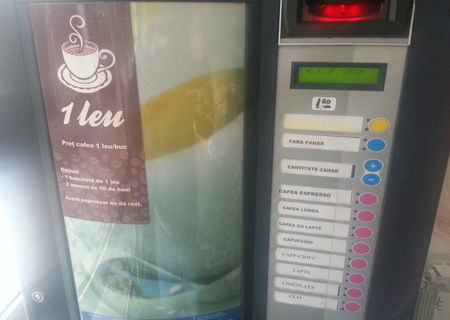 1 leu
Preț cafea 1 leu/buc
Opțiuni
- 1 bancnotă de 1 leu
- 2 monezi de 50 de bani
Acest espressor nu dă rest.
FARA PAHAR
CANTITATE ZAHAR
CAFEA ESPRESSO
CAFEA LUNGA
CAFEA CU LAPTE
CAPUCCINO
CAPP-CIOCC
LAPTE
CIOCOLATA
CEAI